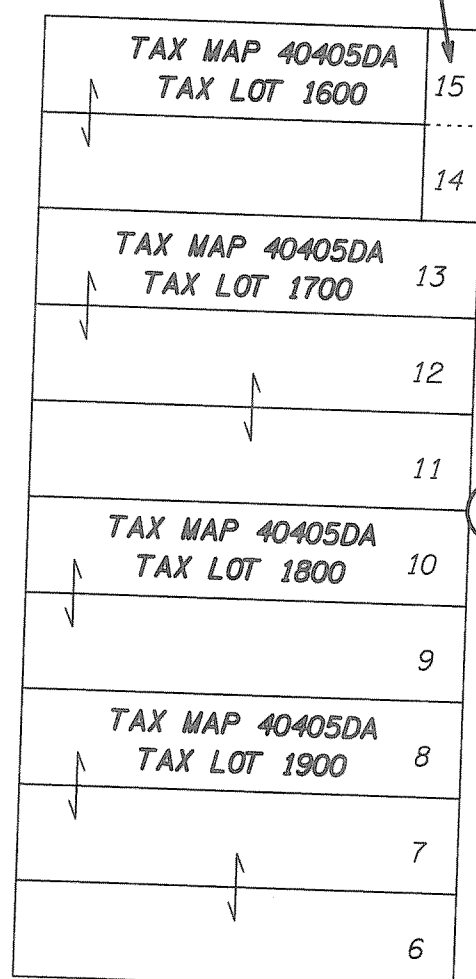 TAX MAP 40405DA
TAX LOT 1600
15
14
TAX MAP 40405DA
TAX LOT 1700
13
12
11
TAX MAP 40405DA
TAX LOT 1800
10
9
TAX MAP 40405DA
TAX LOT 1900
8
7
6